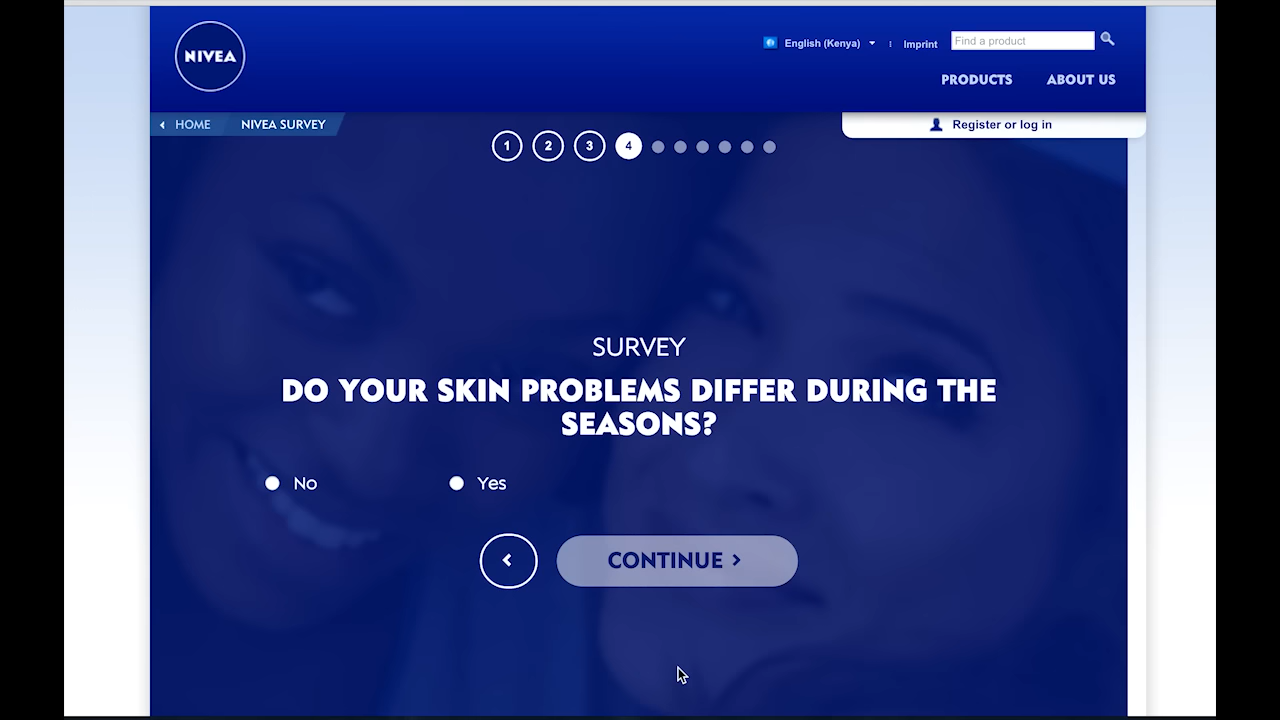 NIVEA
English (Kenya)
Imprint
Find a product
PRODUCTS
ABOUT US
HOME
NIVEA SURVEY
Register or log in
1 2 3 4
SURVEY
DO YOUR SKIN PROBLEMS DIFFER DURING THE
SEASONS?
No
Yes
CONTINUE